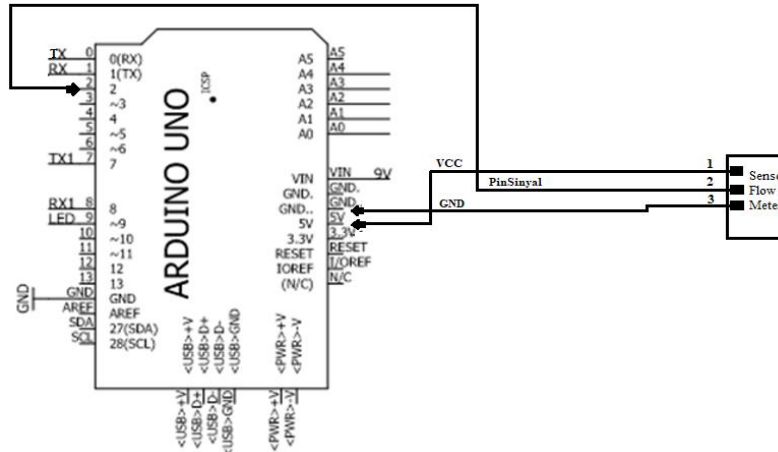 TX 0 0(RX)
RX 1 1(TX)
2 2
3 ~3
4 4
5 ~5
6 ~6
TX1 7 7
RX1 8 8
LED 9 ~9
10 ~10
11 ~11
12 12
13 13
GND GND GND
AREF AREF
SDA 27(SDA)
SCL 28(SCL)
ICSP
ARDUINO UNO
A5 A5
A4 A4
A3 A3
A2 A2
A1 A1
A0 A0
VIN VIN 9V
GND. GND.
GND.. GND..
5V 5V
3.3V 3.3V
RESET RESET
IOREF I/OREF
(N/C) N/C
<USB>+V
<USB>D+
<USB>D-
<USB>GND
<PWR>+V
<PWR>-V
<USB>+V
<USB>D+
<USB>D-
<USB>GND
<PWR>+V
<PWR>-V
VCC 1
PinSinyal 2
GND 3
Flow